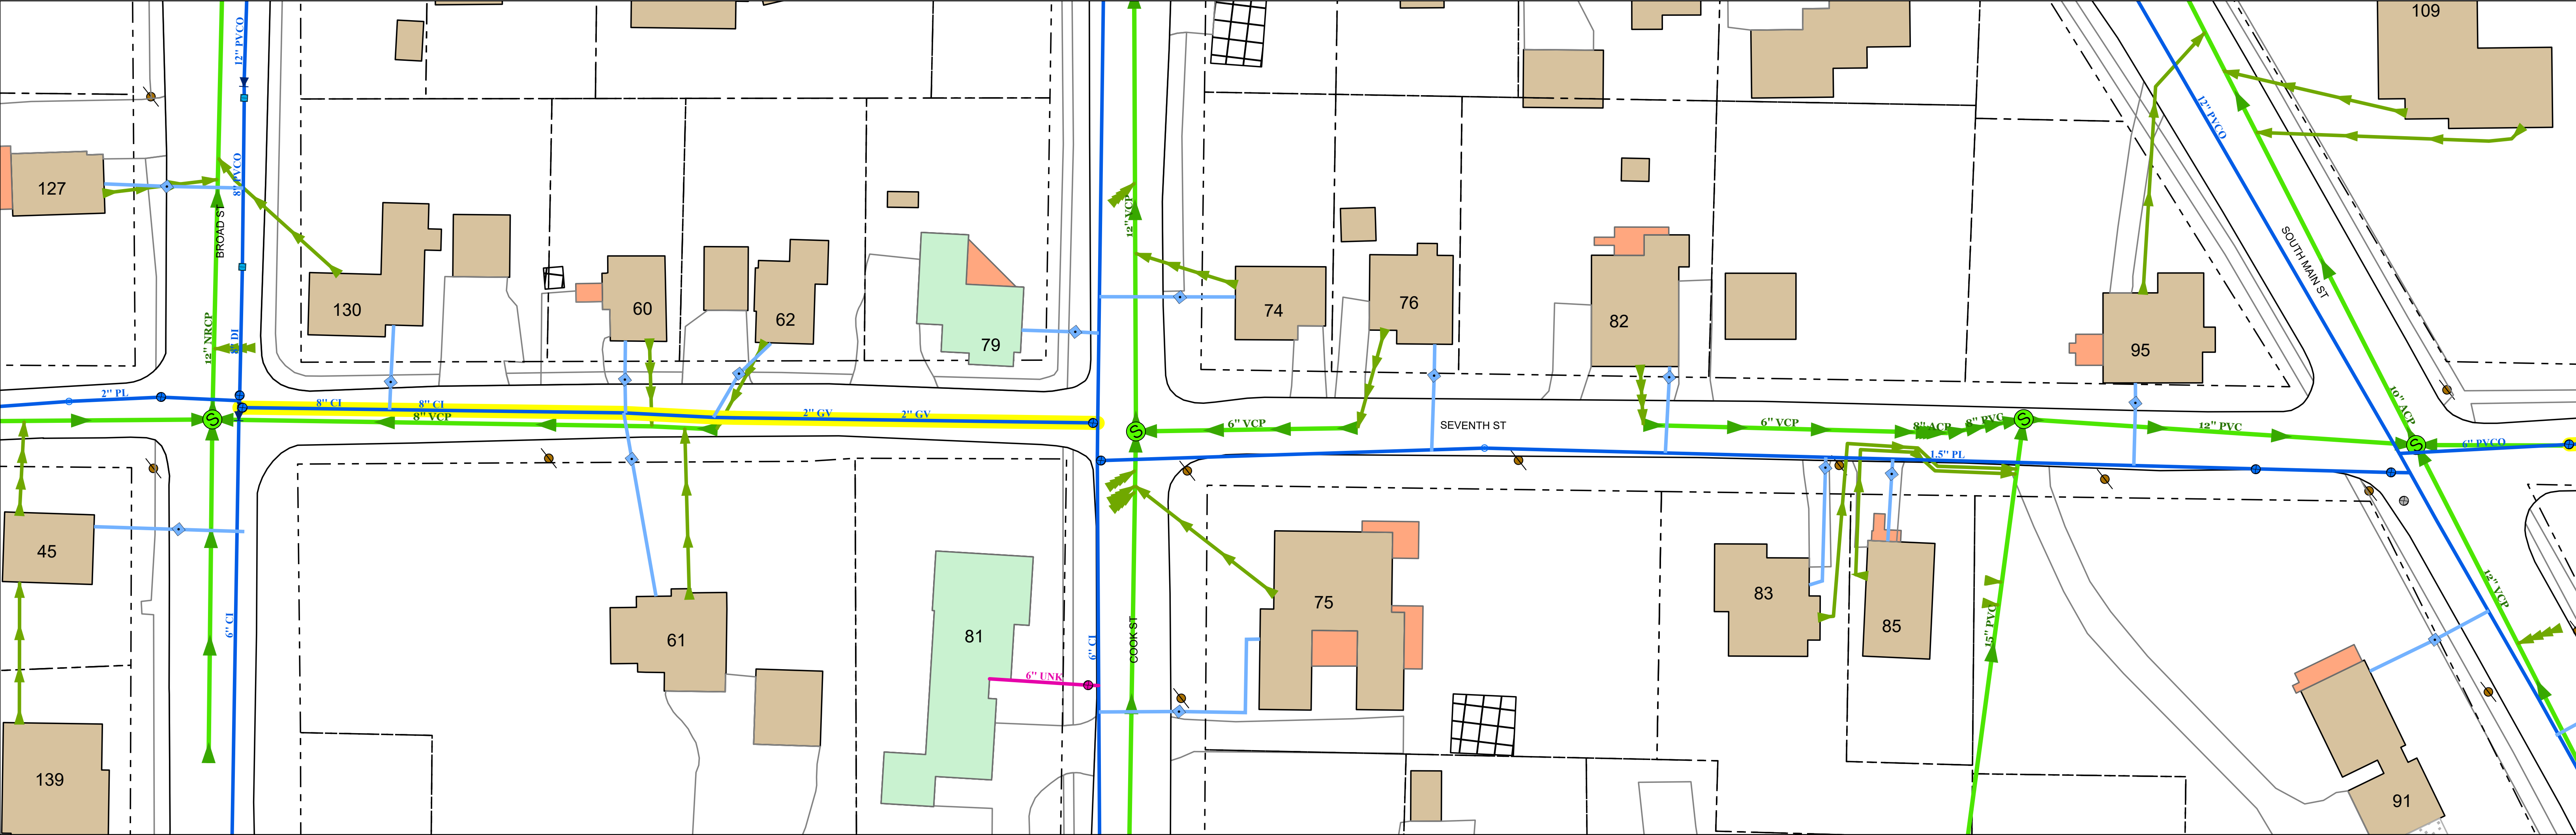 109
12" PVCO
12" PVCO
127
8" PVCO
BROAD ST
12" VCP
SOUTH MAIN ST
130
60
62
79
74
76
82
95
12" NRCP
8" DI
2" PL
8" CI
8" CI
8" VCP
2" GV
2" GV
6" VCP
SEVENTH ST
6" VCP
8" ACP
8" PVC
12" PVC
10" ACP
6" PVCO
1.5" PL
45
6" CI
61
81
6" UNK
6" CI
COOK ST
75
83
85
15" PVC
12" VCP
139
91